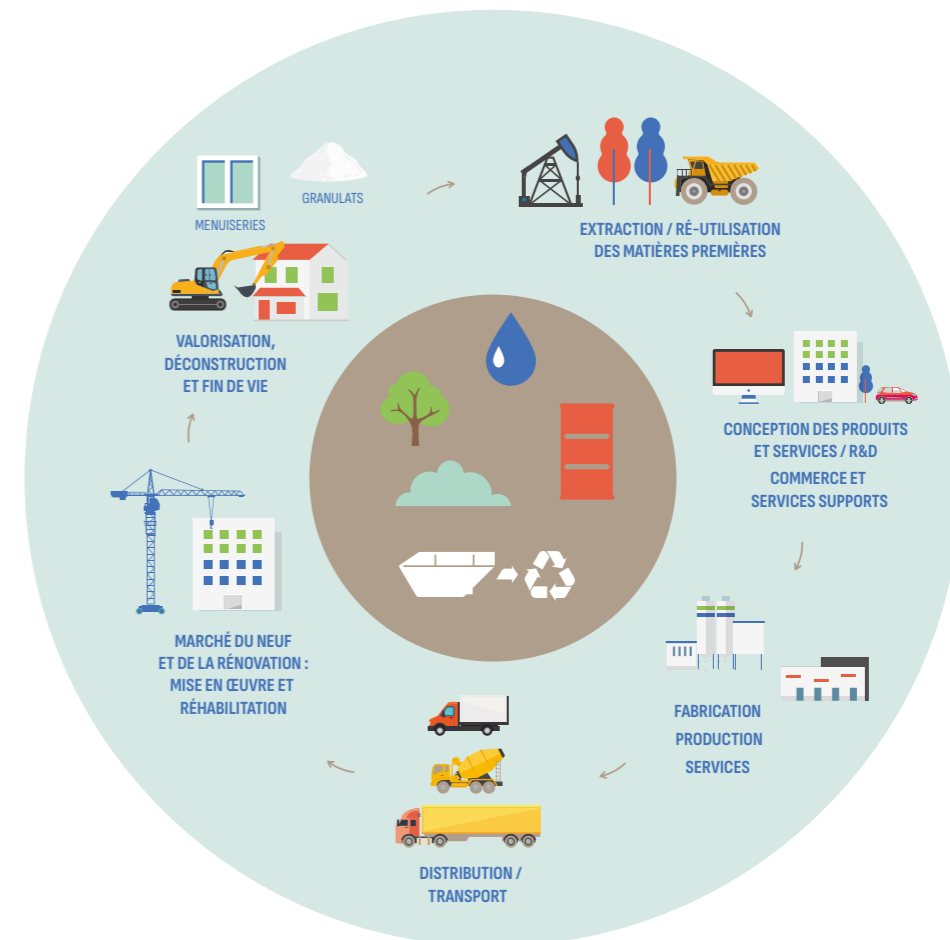 MENUISERIES
GRANULATS
EXTRACTION / RÉ-UTILISATION
DES MATIÈRES PREMIÈRES
CONCEPTION DES PRODUITS
ET SERVICES / R&D
COMMERCE ET
SERVICES SUPPORTS
FABRICATION
PRODUCTION
SERVICES
DISTRIBUTION /
TRANSPORT
MARCHÉ DU NEUF
ET DE LA RÉNOVATION :
MISE EN ŒUVRE ET
RÉHABILITATION
VALORISATION,
DÉCONSTRUCTION
ET FIN DE VIE